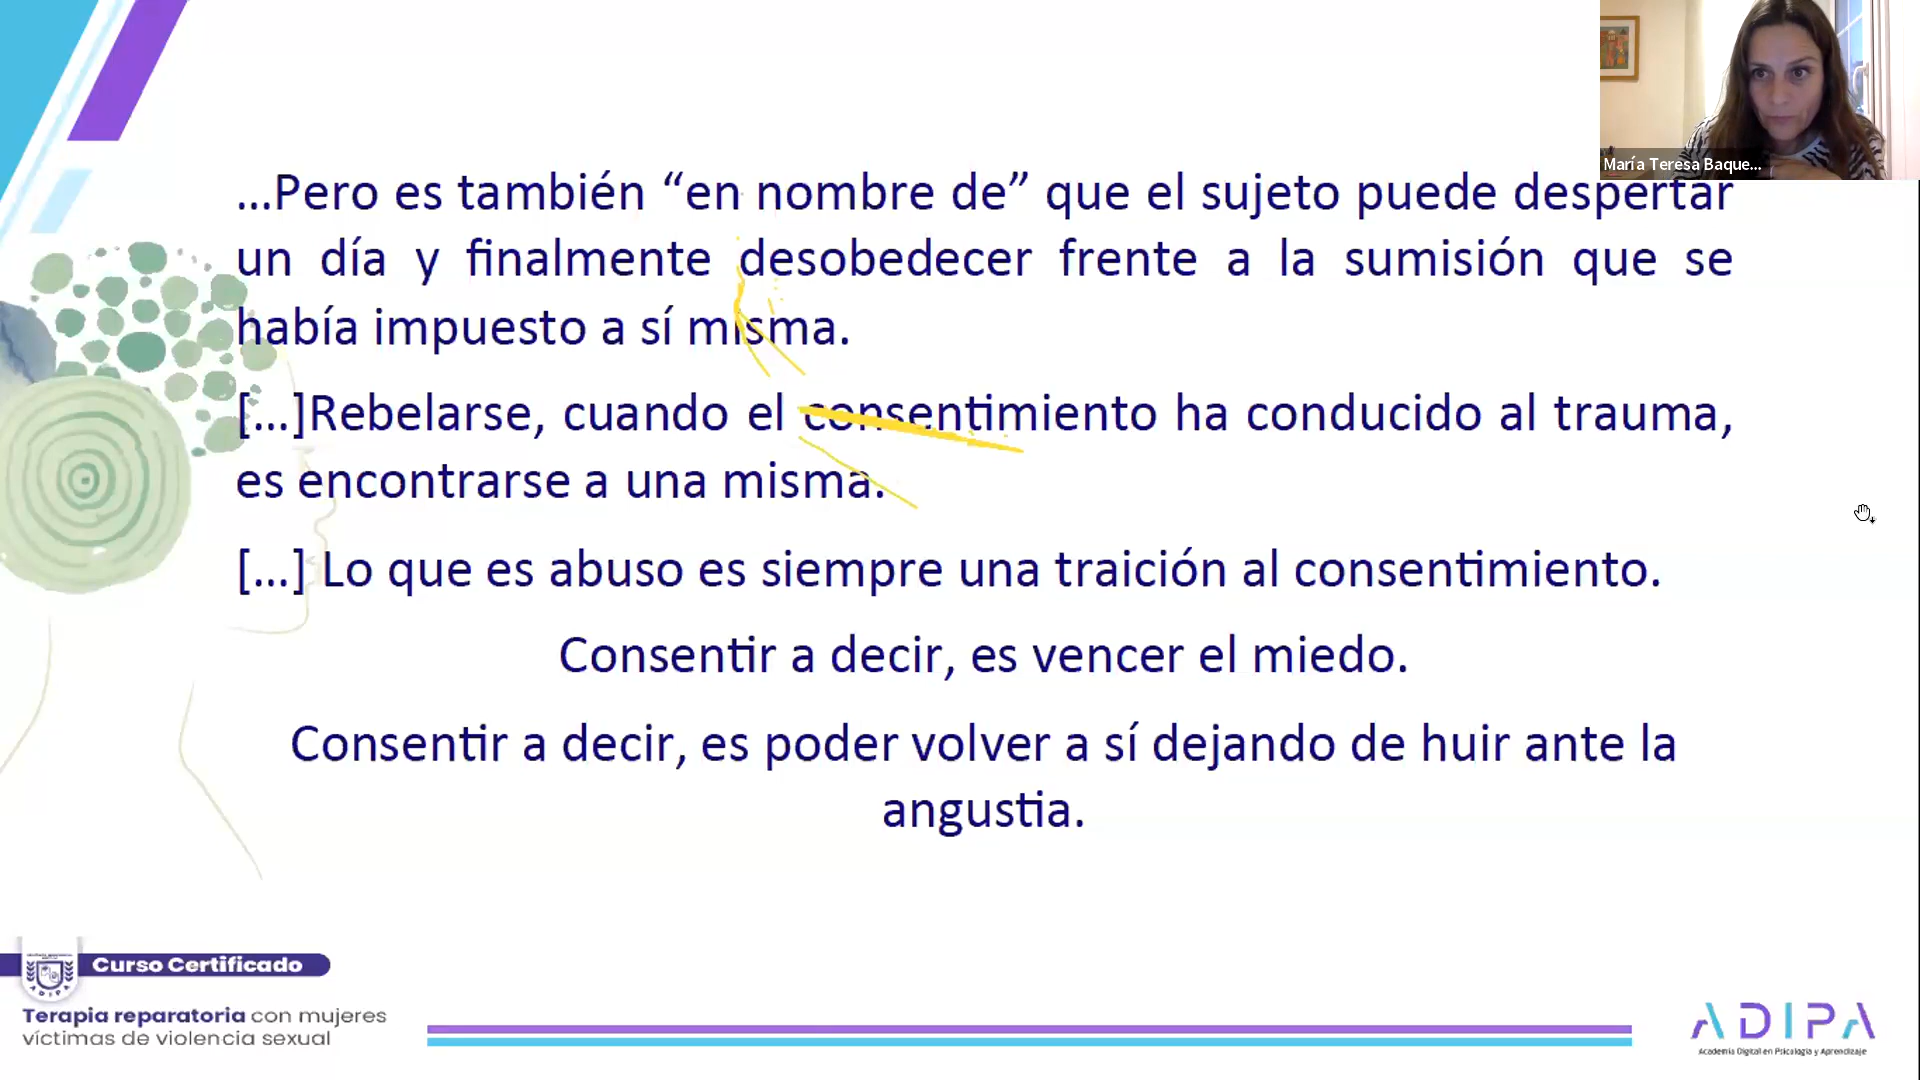 María Teresa Baque...
...Pero es también “en nombre de” que el sujeto puede despertar
un día y finalmente desobedecer frente a la sumisión que se
había impuesto a sí misma.
[...]Rebelarse, cuando el consentimiento ha conducido al trauma,
es encontrarse a una misma.
[...] Lo que es abuso es siempre una traición al consentimiento.
Consentir a decir, es vencer el miedo.
Consentir a decir, es poder volver a sí dejando de huir ante la
angustia.
Curso Certificado
Terapia reparatoria con mujeres
víctimas de violencia sexual
ADIPA
Academia Digital en Psicología y Aprendizaje